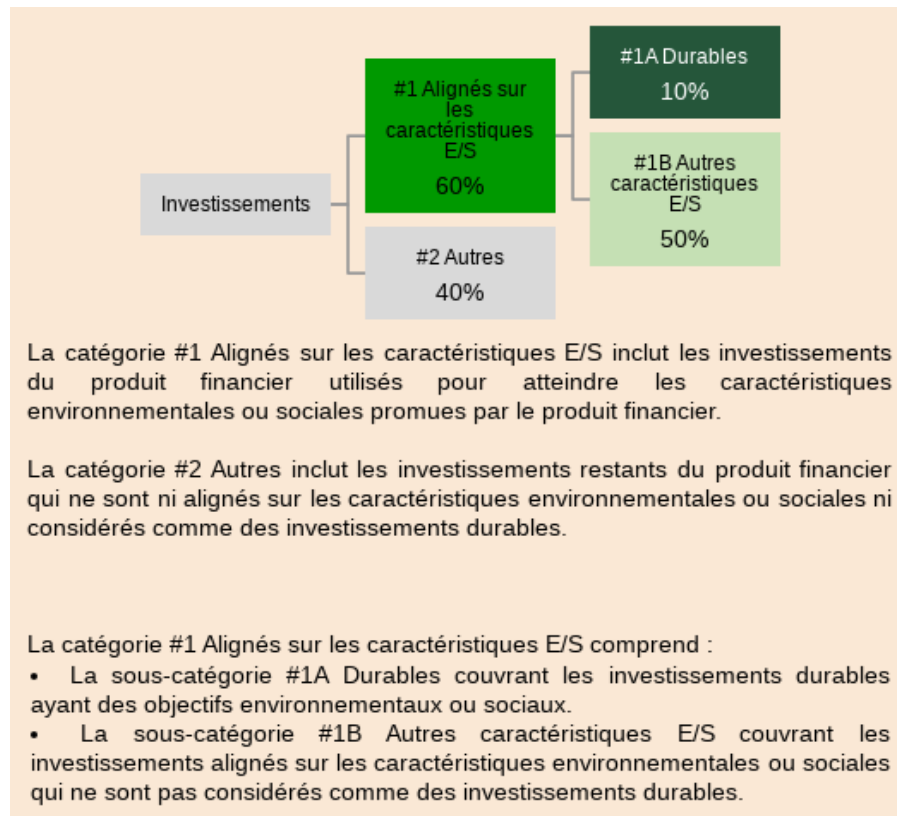 #1A Durables
10%
#1 Alignés sur
les
caractéristiques
E/S
60%
#1B Autres
caractéristiques
E/S
50%
Investissements
#2 Autres
40%
La catégorie #1 Alignés sur les caractéristiques E/S inclut les investissements
du produit financier utilisés pour atteindre les caractéristiques
environnementales ou sociales promues par le produit financier.
La catégorie #2 Autres inclut les investissements restants du produit financier
qui ne sont ni alignés sur les caractéristiques environnementales ou sociales ni
considérés comme des investissements durables.
La catégorie #1 Alignés sur les caractéristiques E/S comprend :
• La sous-catégorie #1A Durables couvrant les investissements durables
ayant des objectifs environnementaux ou sociaux.
• La sous-catégorie #1B Autres caractéristiques E/S couvrant les
investissements alignés sur les caractéristiques environnementales ou sociales
qui ne sont pas considérés comme des investissements durables.